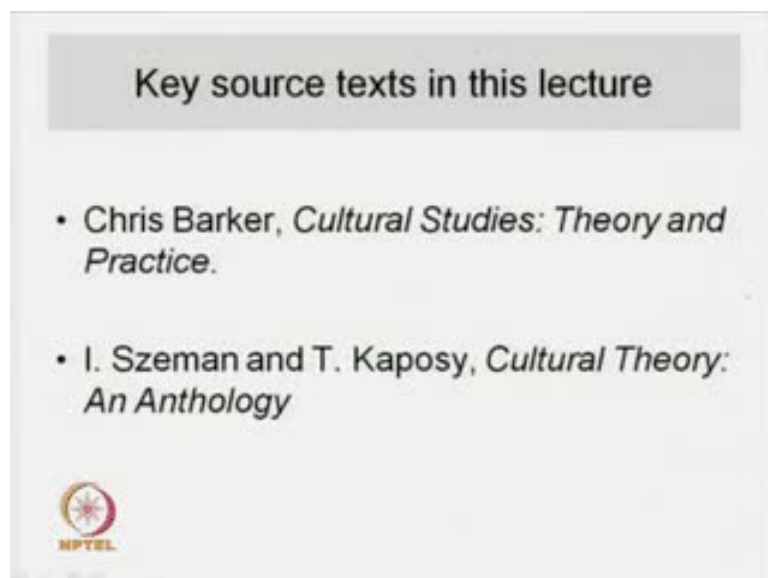 Key source texts in this lecture
• Chris Barker, Cultural Studies: Theory and
Practice.
• I. Szeman and T. Kaposy, Cultural Theory:
An Anthology
NPTEL